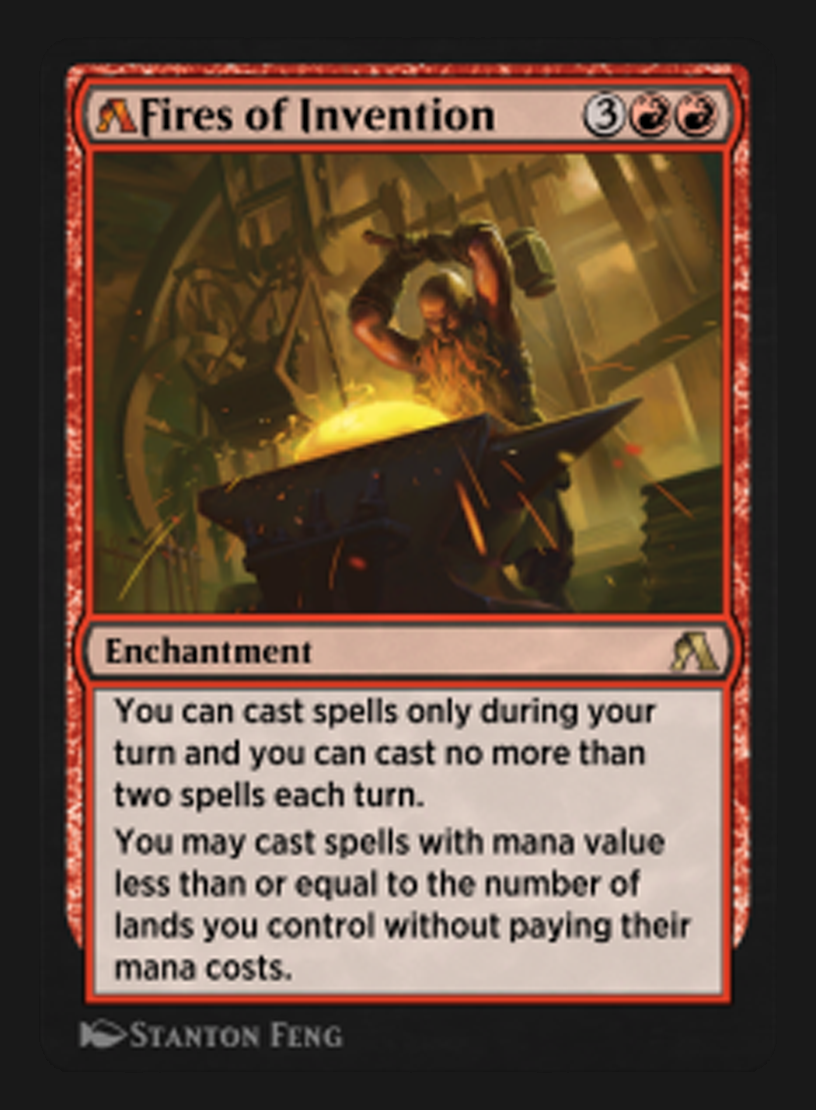 Fires of Invention 3
Enchantment
You can cast spells only during your
turn and you can cast no more than
two spells each turn.
You may cast spells with mana value
less than or equal to the number of
lands you control without paying their
mana costs.
Stanton Feng